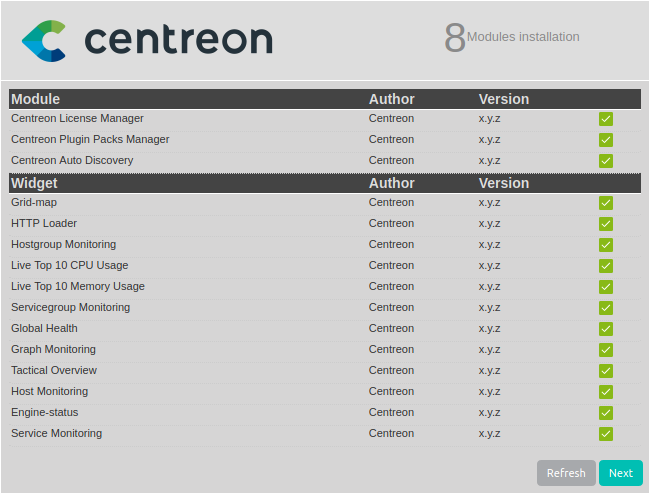 centreon
8 Modules installation
Module Author Version
Centreon License Manager Centreon x.y.z
Centreon Plugin Packs Manager Centreon x.y.z
Centreon Auto Discovery Centreon x.y.z
Widget Author Version
Grid-map Centreon x.y.z
HTTP Loader Centreon x.y.z
Hostgroup Monitoring Centreon x.y.z
Live Top 10 CPU Usage Centreon x.y.z
Live Top 10 Memory Usage Centreon x.y.z
Servicegroup Monitoring Centreon x.y.z
Global Health Centreon x.y.z
Graph Monitoring Centreon x.y.z
Tactical Overview Centreon x.y.z
Host Monitoring Centreon x.y.z
Engine-status Centreon x.y.z
Service Monitoring Centreon x.y.z
Refresh Next